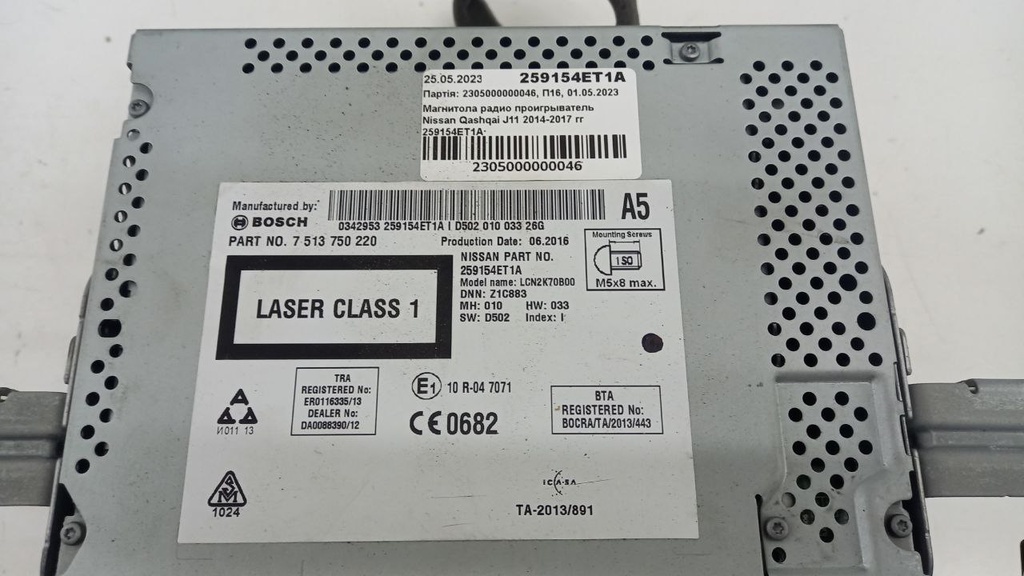 25.05.2023 259154ET1A
Партія: 2305000000046, П16, 01.05.2023
Магнитола радио проигрыватель
Nissan Qashqai J11 2014-2017 гг
259154ET1A
2305000000046
Manufactured by:
BOSCH
A5
0342953 259154ET1A I D502 010 033 26G
PART NO. 7 513 750 220
Production Date: 06.2016
Mounting Screws
ISO
M5x8 max.
NISSAN PART NO.
259154ET1A
Model name: LCN2K70B00
DNN: Z1C883
MH: 010 HW: 033
SW: D502 Index: I
LASER CLASS 1
TRA
REGISTERED No:
ER0116335/13
DEALER No:
DA0088390/12
E1 10 R-04 7071
CE0682
BTA
REGISTERED No:
BOCRA/TA/2013/443
И011 13
1024
ICASA
TA-2013/891